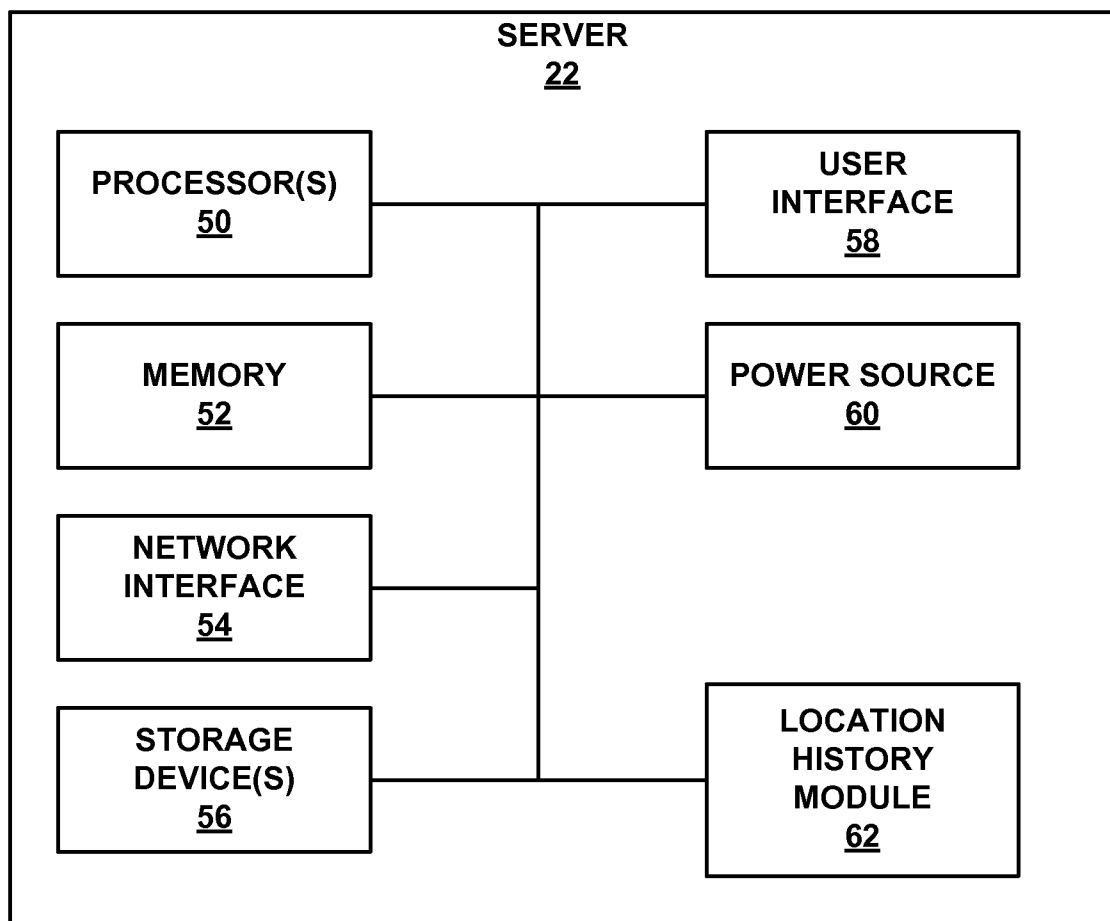 SERVER
22
PROCESSOR(S)
50
USER
INTERFACE
58
MEMORY
52
POWER SOURCE
60
NETWORK
INTERFACE
54
STORAGE
DEVICE(S)
56
LOCATION
HISTORY
MODULE
62